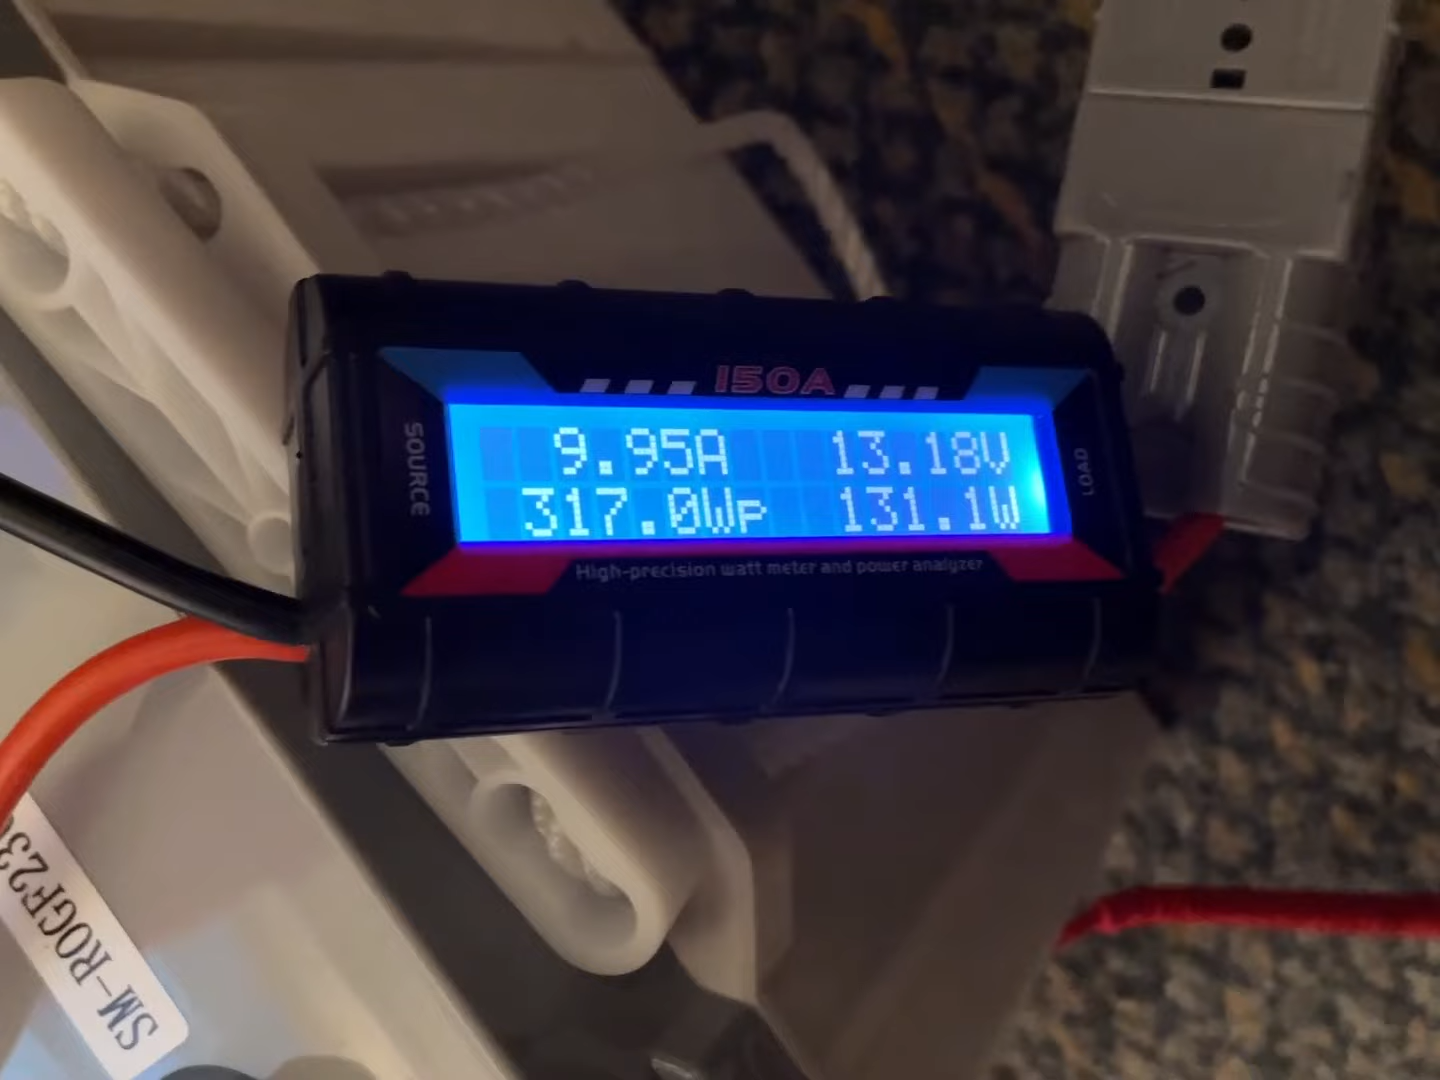 150A
SOURCE
9.95A 13.18V
317.0Wp 131.1W
LOAD
High-precision watt meter and power analyzer
SM-ROGF23